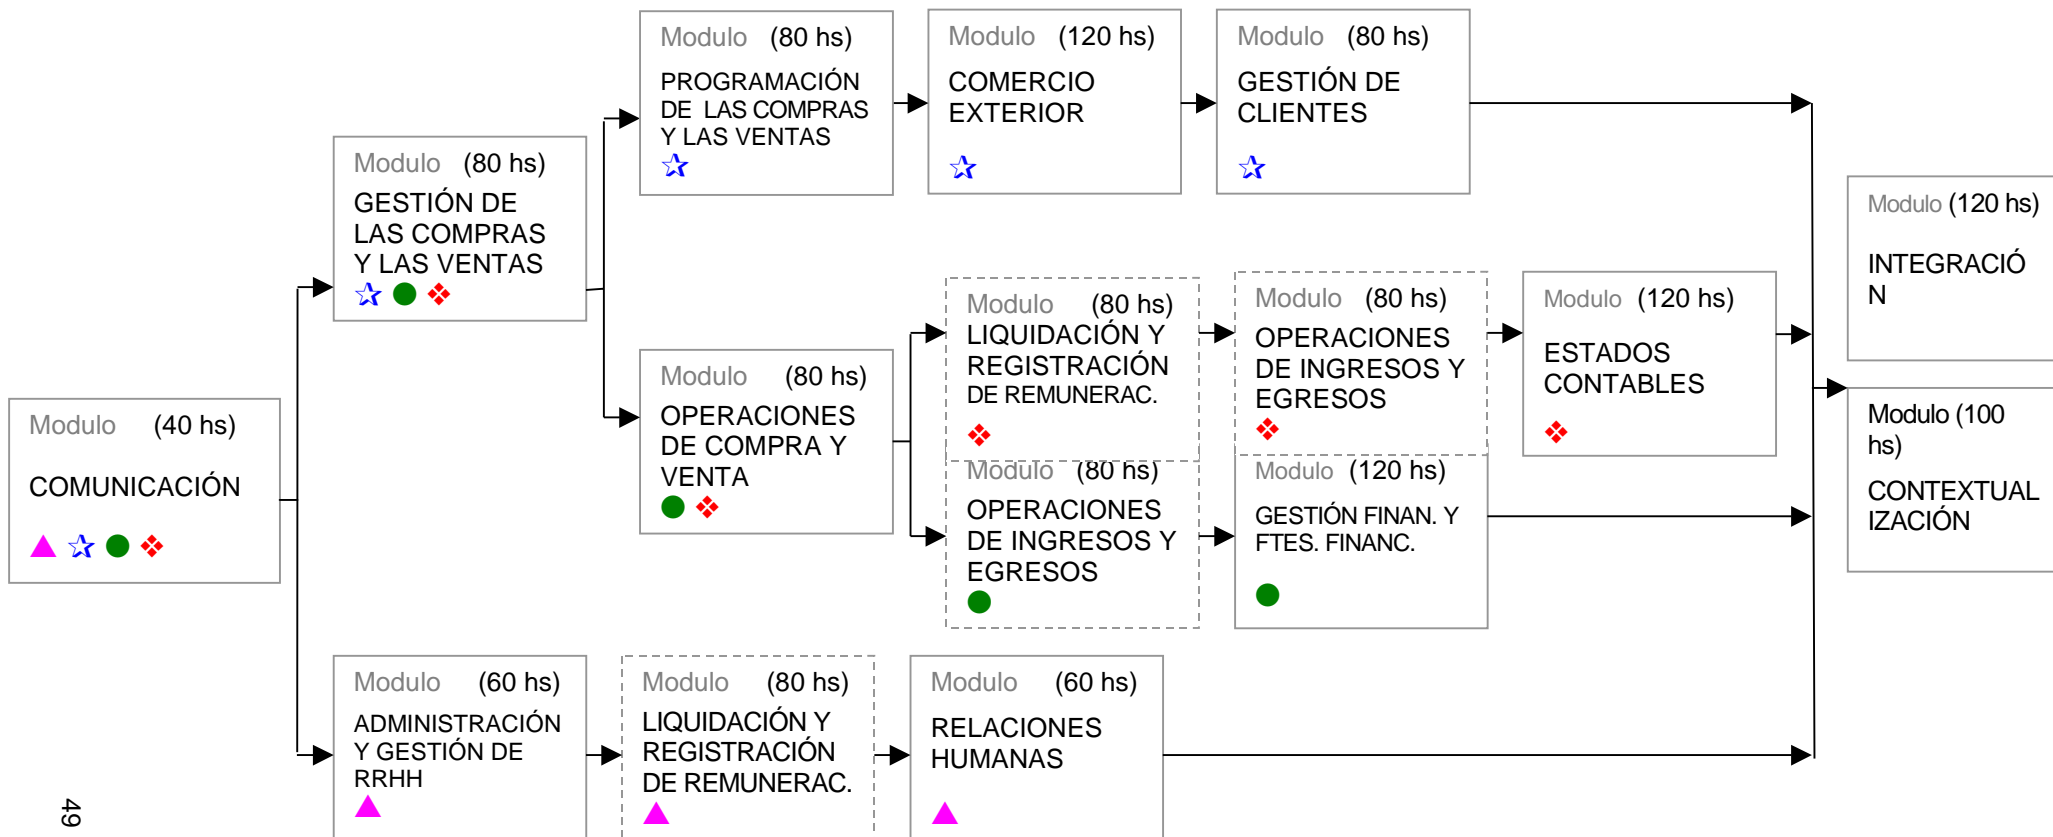 Modulo (80 hs)
PROGRAMACIÓN
DE LAS COMPRAS
Y LAS VENTAS
Modulo (120 hs)
COMERCIO
EXTERIOR
Modulo (80 hs)
GESTIÓN DE
CLIENTES
Modulo (80 hs)
GESTIÓN DE
LAS COMPRAS
Y LAS VENTAS
Modulo (120 hs)
INTEGRACIÓ
N
Modulo (80 hs)
LIQUIDACIÓN Y
REGISTRACIÓN
DE REMUNERAC.
Modulo (80 hs)
OPERACIONES
DE INGRESOS Y
EGRESOS
Modulo (120 hs)
ESTADOS
CONTABLES
Modulo (80 hs)
OPERACIONES
DE COMPRA Y
VENTA
Modulo (40 hs)
COMUNICACIÓN
Modulo (100
hs)
CONTEXTUAL
IZACIÓN
Modulo (80 hs)
OPERACIONES
DE INGRESOS Y
EGRESOS
Modulo (120 hs)
GESTIÓN FINAN. Y
FTES. FINANC.
Modulo (60 hs)
ADMINISTRACIÓN
Y GESTIÓN DE
RRHH
Modulo (80 hs)
LIQUIDACIÓN Y
REGISTRACIÓN
DE REMUNERAC.
Modulo (60 hs)
RELACIONES
HUMANAS
49